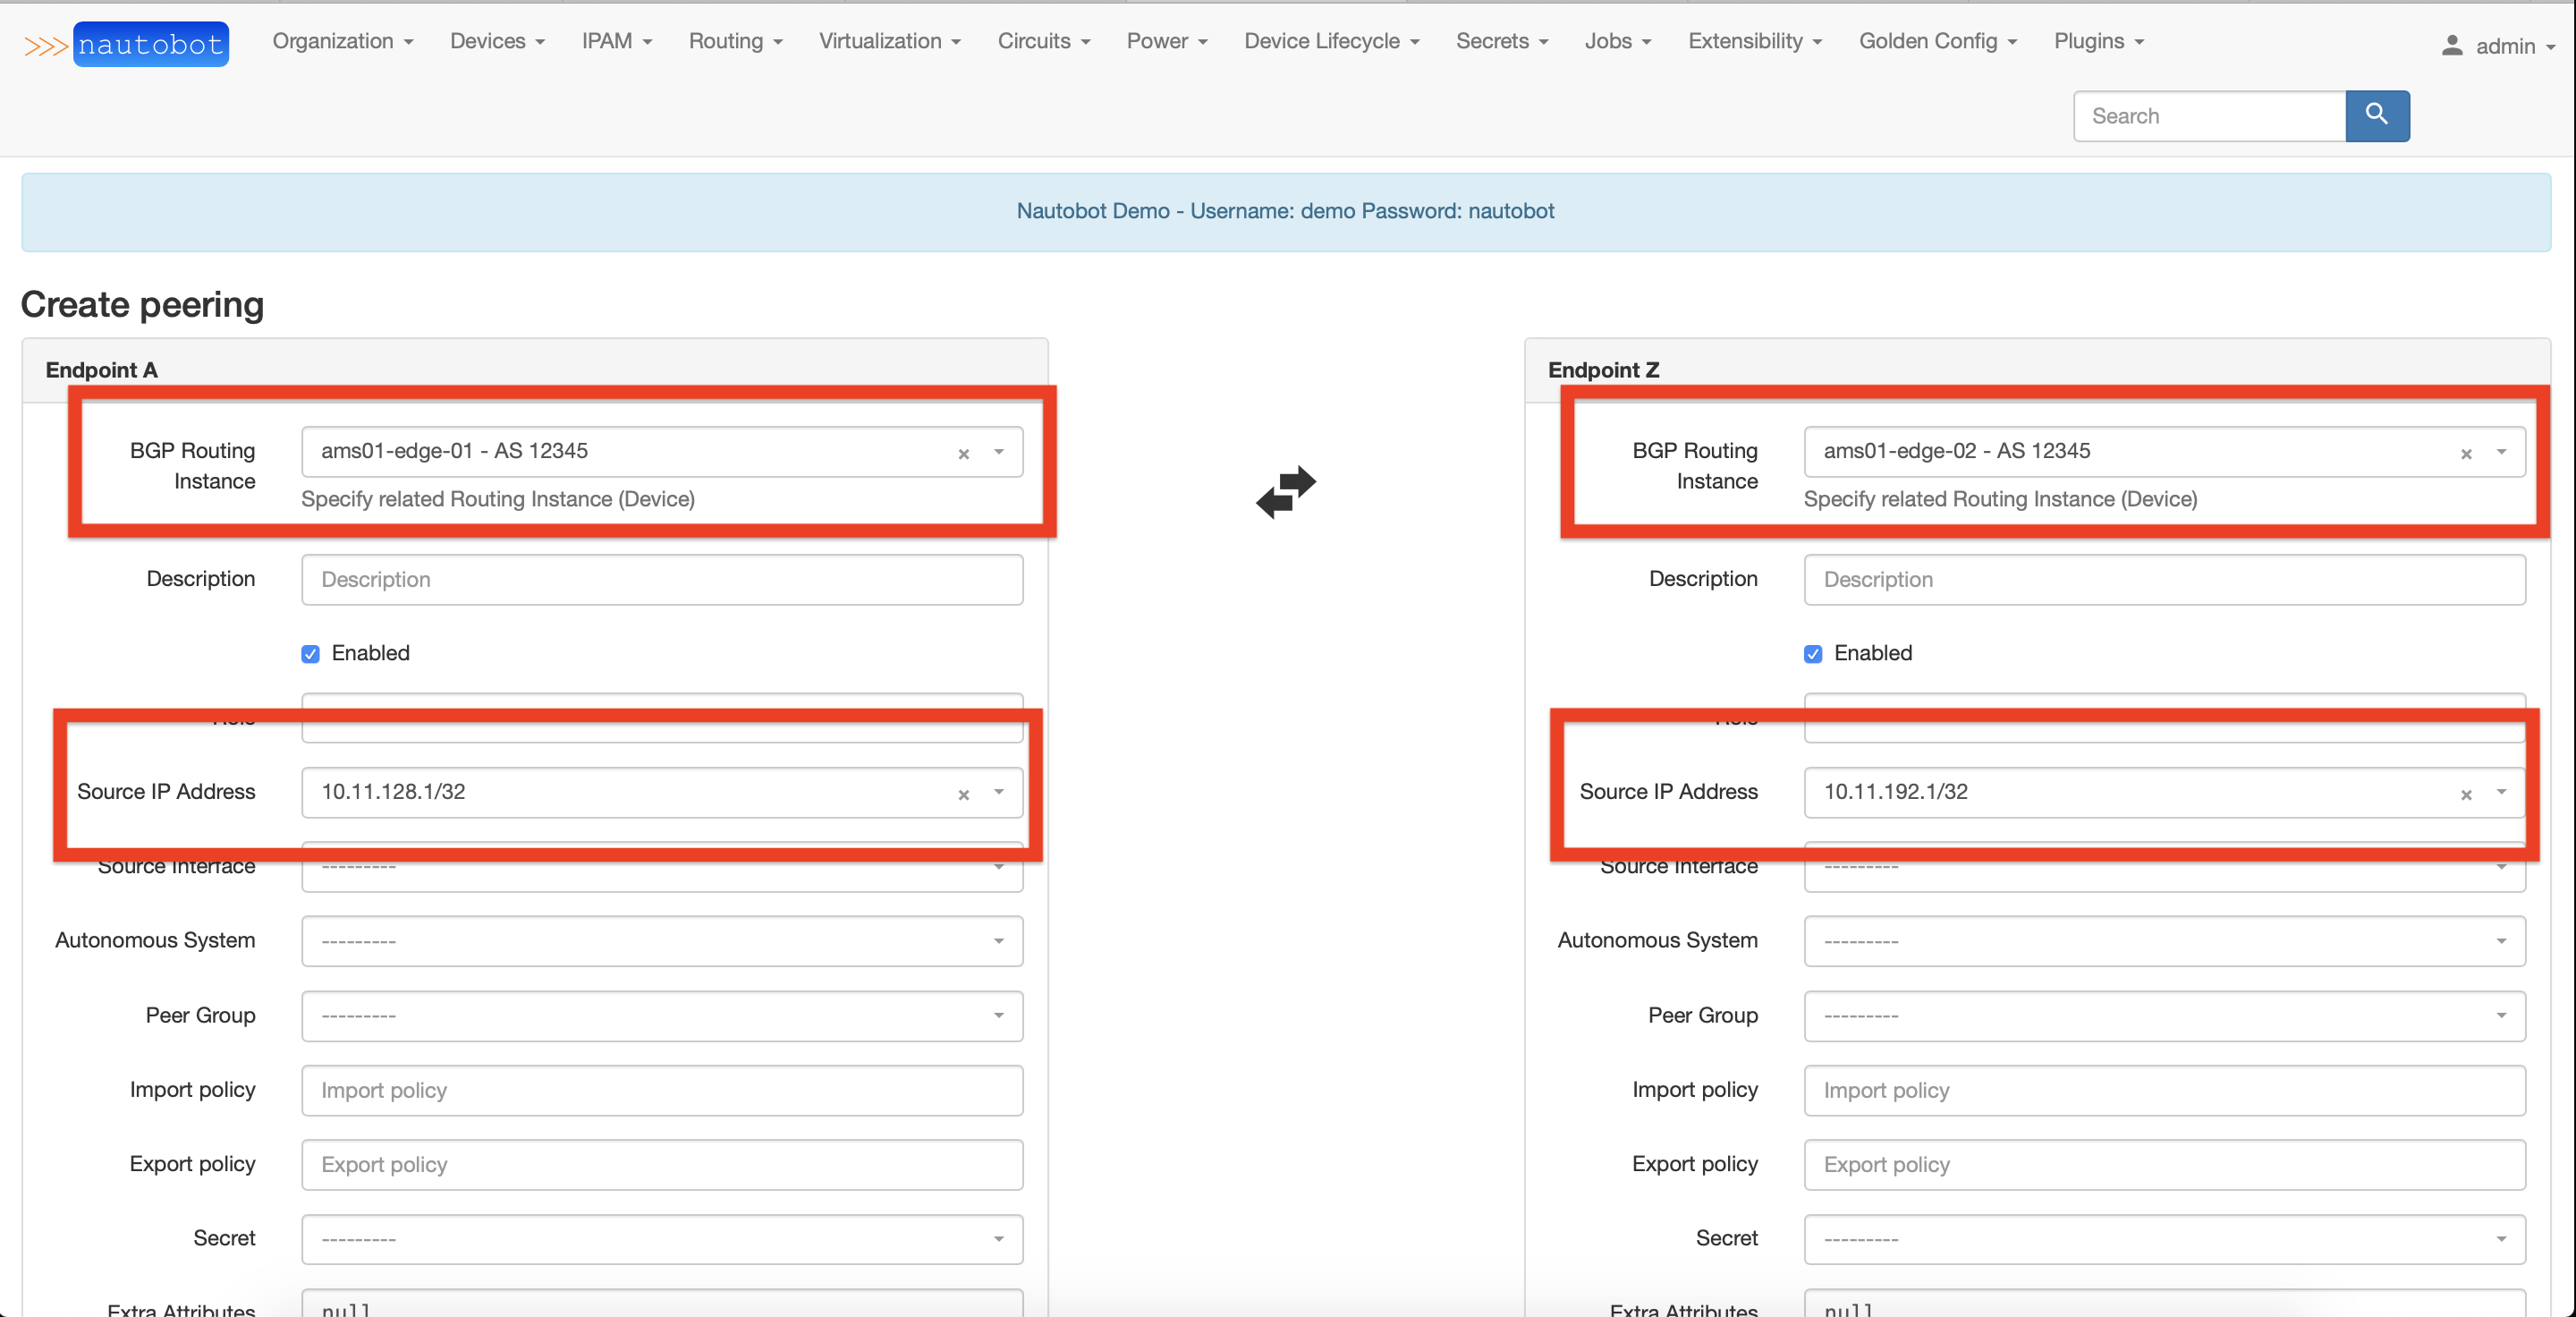 >>> nautobot Organization Devices IPAM Routing Virtualization Circuits Power Device Lifecycle Secrets Jobs Extensibility Golden Config Plugins admin
Search
Nautobot Demo - Username: demo Password: nautobot
Create peering
Endpoint A
BGP Routing Instance
ams01-edge-01 - AS 12345
Specify related Routing Instance (Device)
Description
Description
Enabled
Source IP Address
10.11.128.1/32
Source Interface
---------
Autonomous System
---------
Peer Group
---------
Import policy
Import policy
Export policy
Export policy
Secret
---------
Extra Attributes
null
Endpoint Z
BGP Routing Instance
ams01-edge-02 - AS 12345
Specify related Routing Instance (Device)
Description
Description
Enabled
Source IP Address
10.11.192.1/32
Source Interface
---------
Autonomous System
---------
Peer Group
---------
Import policy
Import policy
Export policy
Export policy
Secret
---------
Extra Attributes
null